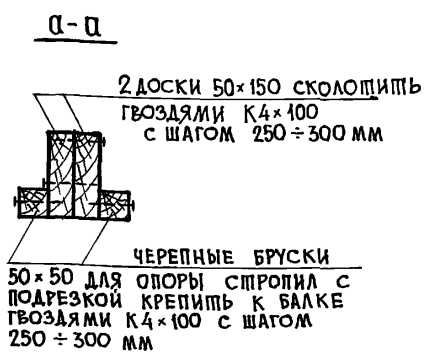 а-а
2 ДОСКИ 50×150 СКОЛОТИТЬ
ГВОЗДЯМИ К4×100
С ШАГОМ 250÷300 ММ
ЧЕРЕПНЫЕ БРУСКИ
50×50 ДЛЯ ОПОРЫ СТРОПИЛ С
ПОДРЕЗКОЙ КРЕПИТЬ К БАЛКЕ
ГВОЗДЯМИ К4×100 С ШАГОМ
250÷300 ММ